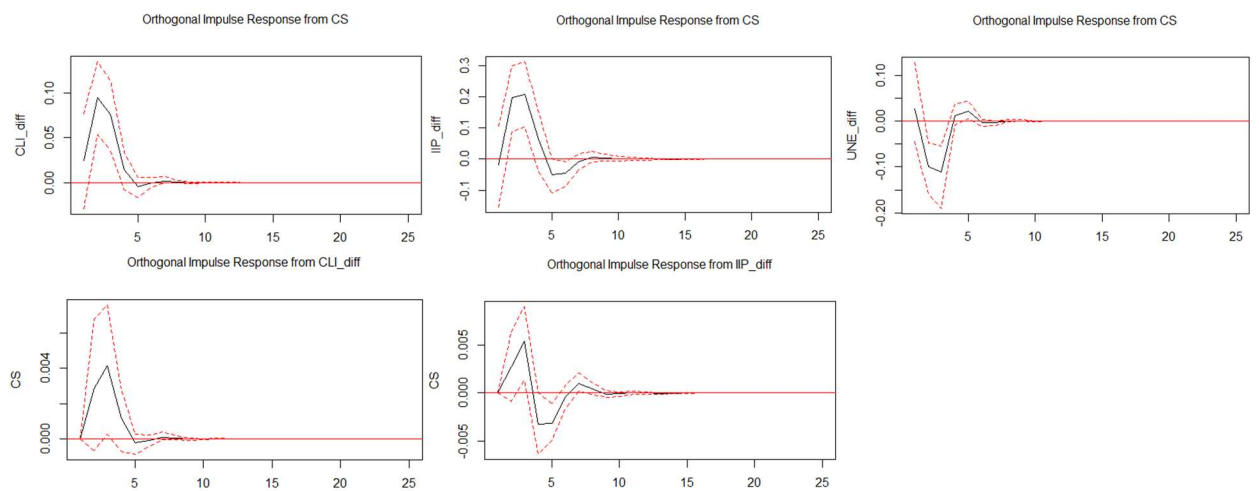 Orthogonal Impulse Response from CS
CLI_diff
0.10
0.05
0.00
5 10 15 20 25
Orthogonal Impulse Response from CS
IIP_diff
0.3
0.2
0.1
0.0
-0.1
5 10 15 20 25
Orthogonal Impulse Response from CS
UNE_diff
0.10
0.00
-0.10
-0.20
5 10 15 20 25
Orthogonal Impulse Response from CLI_diff
CS
0.004
0.000
5 10 15 20 25
Orthogonal Impulse Response from IIP_diff
CS
0.005
0.000
-0.005
5 10 15 20 25